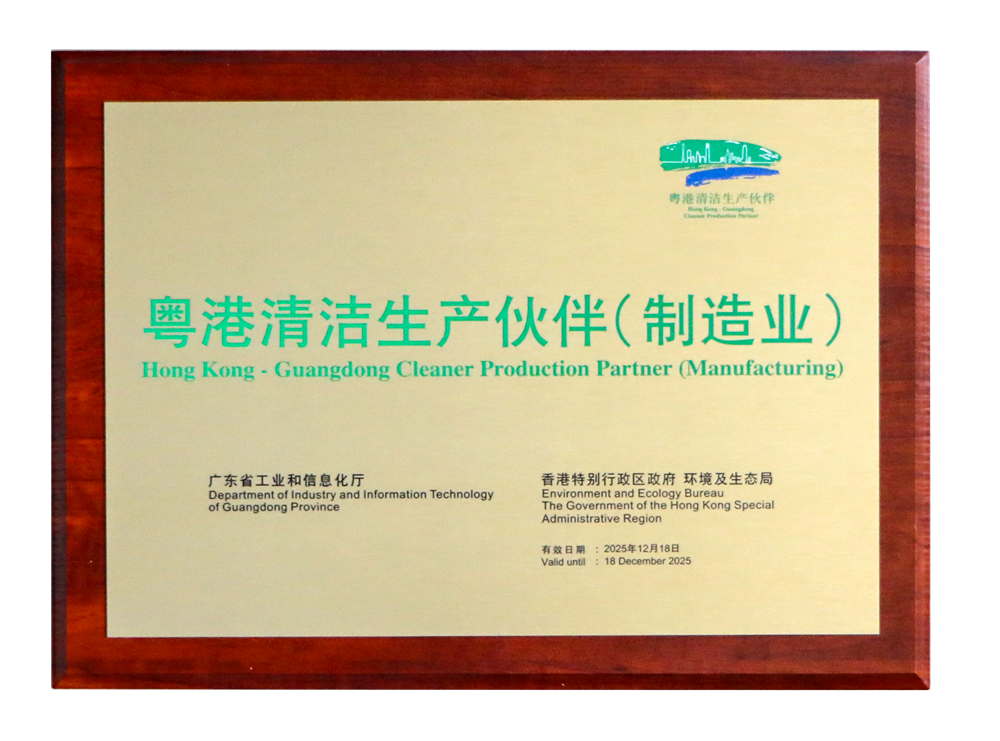 粤港清洁生产伙伴
Hong Kong - Guangdong
Cleaner Production Partner
粤港清洁生产伙伴（制造业）
Hong Kong - Guangdong Cleaner Production Partner (Manufacturing)
广东省工业和信息化厅
Department of Industry and Information Technology
of Guangdong Province
香港特别行政区政府 环境及生态局
Environment and Ecology Bureau
The Government of the Hong Kong Special
Administrative Region
有效日期 : 2025年12月18日
Valid until : 18 December 2025